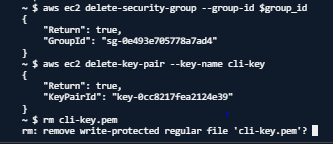 ~ $ aws ec2 delete-security-group --group-id $group_id
{
"Return": true,
"GroupId": "sg-0e493e705778a7ad4"
}
~ $ aws ec2 delete-key-pair --key-name cli-key
{
"Return": true,
"KeyPairId": "key-0cc8217fea2124e39"
}
~ $ rm cli-key.pem
rm: remove write-protected regular file 'cli-key.pem'?